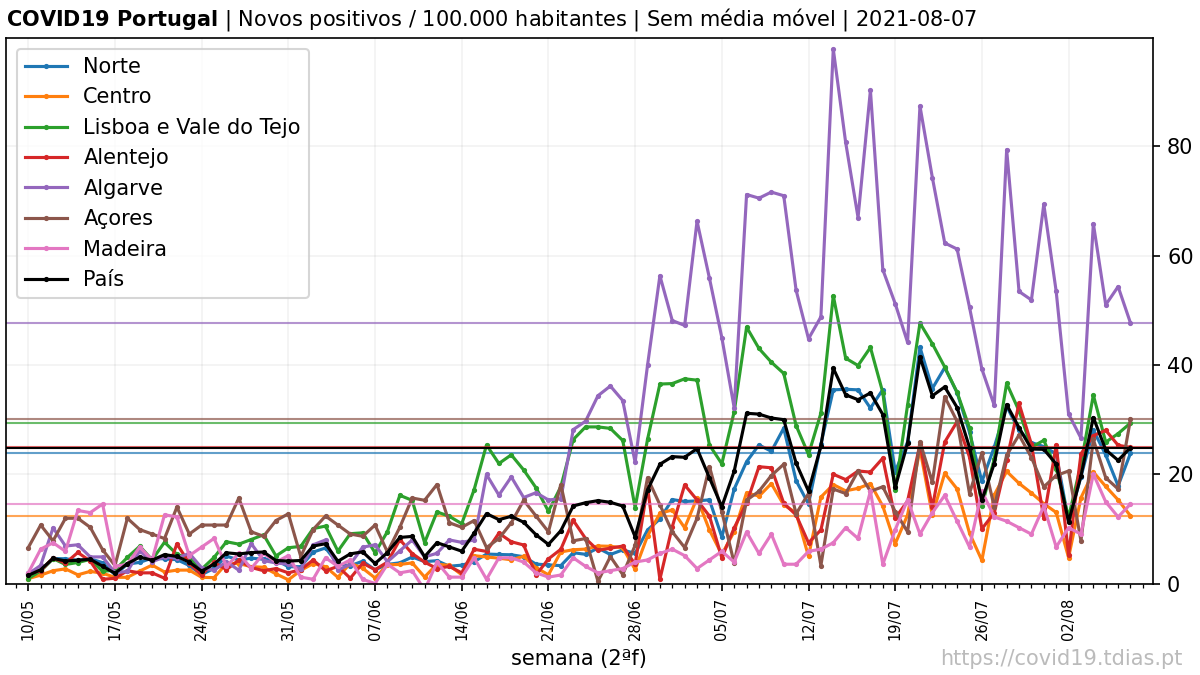 COVID19 Portugal | Novos positivos / 100.000 habitantes | Sem média móvel | 2021-08-07
Norte
Centro
Lisboa e Vale do Tejo
Alentejo
Algarve
Açores
Madeira
País
80
60
40
20
0
10/05
17/05
24/05
31/05
07/06
14/06
21/06
28/06
05/07
12/07
19/07
26/07
02/08
semana (2ªf)
https://covid19.tdias.pt